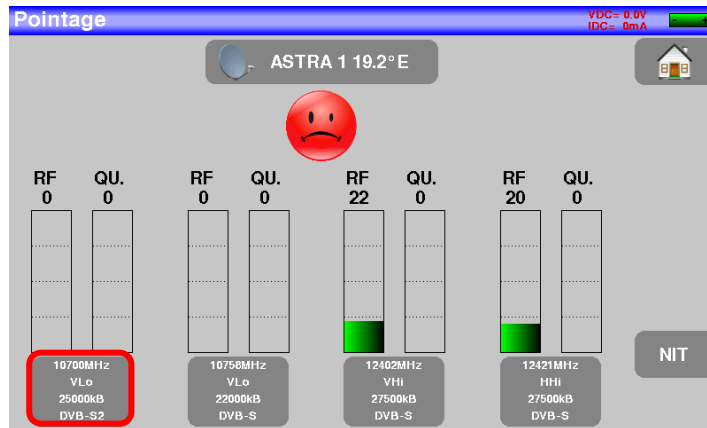 Pointage
VDC= 0.0V
IDC= 0mA
- +
ASTRA 1 19.2° E
RF QU. RF QU. RF QU. RF QU.
0 0 0 0 22 0 20 0
10700MHz 10758MHz 12402MHz 12421MHz
VLo VLo VHi HHi
25000kB 22000kB 27500kB 27500kB
DVB-S2 DVB-S DVB-S DVB-S
NIT